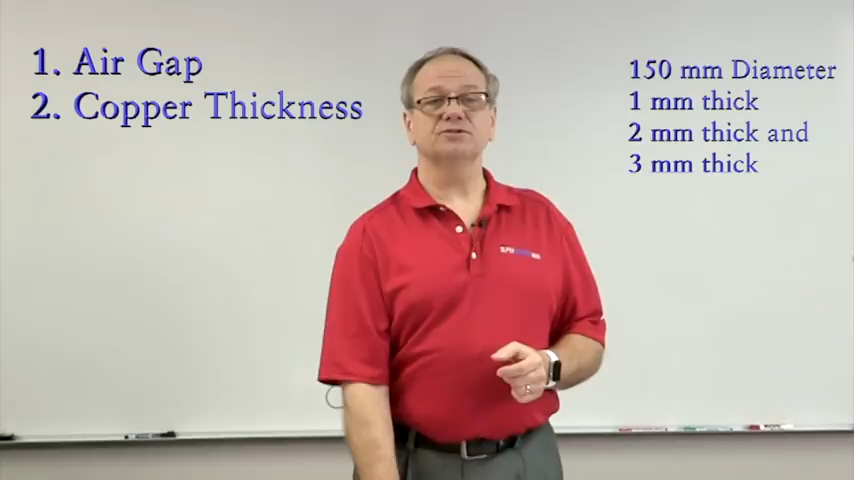 1. Air Gap
2. Copper Thickness
150 mm Diameter
1 mm thick
2 mm thick and
3 mm thick